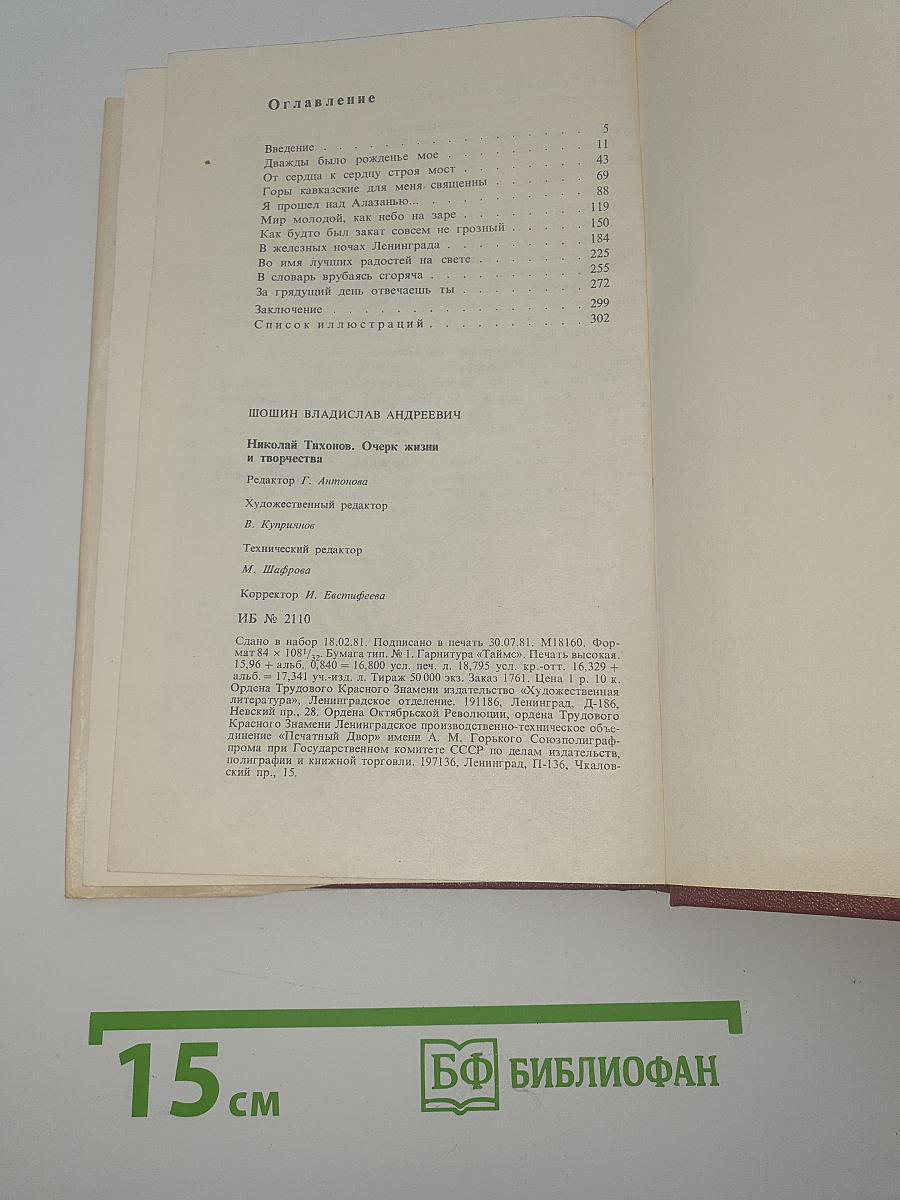 Оглавление
Введение . . . . . . . . . . . . . . . . 5
Дважды было рожденье мое . . . . . . . . . 11
От сердца к сердцу строя мост . . . . . . . . 43
Горы кавказские для меня священны . . . . . . 69
Я прошел над Алазанью... . . . . . . . . . . 88
Мир молодой, как небо на заре . . . . . . . . 119
Как будто был закат совсем не грозный . . . . . 150
В железных ночах Ленинграда . . . . . . . . . 184
Во имя лучших радостей на свете . . . . . . . 225
В словарь врубаясь сгоряча . . . . . . . . . . 255
За грядущий день отвечаешь ты . . . . . . . . 272
Заключение . . . . . . . . . . . . . . . 299
Список иллюстраций . . . . . . . . . . 302
ШОШИН ВЛАДИСЛАВ АНДРЕЕВИЧ
Николай Тихонов. Очерк жизни
и творчества
Редактор Г. Антонова
Художественный редактор
В. Куприянов
Технический редактор
М. Шафрова
Корректор И. Евстифеева
ИБ № 2110
Сдано в набор 18.02.81. Подписано в печать 30.07.81. М18160. Фор-
мат 84 × 108 1/32. Бумага тип. № 1. Гарнитура «Таймс». Печать высокая.
15,96 + альб. 0,840 = 16,800 усл. печ. л. 18,795 усл. кр.-отт. 16,329 +
альб. = 17,341 уч.-изд. л. Тираж 50 000 экз. Заказ 1761. Цена 1 р. 10 к.
Ордена Трудового Красного Знамени издательство «Художественная
литература», Ленинградское отделение. 191186, Ленинград, Д-186,
Невский пр., 28. Ордена Октябрьской Революции, ордена Трудового
Красного Знамени Ленинградское производственно-техническое объе-
динение «Печатный Двор» имени А. М. Горького Союзполиграф-
прома при Государственном комитете СССР по делам издательств,
полиграфии и книжной торговли. 197136, Ленинград, П-136, Чкалов-
ский пр., 15.
15 см
БФ БИБЛИОФАН